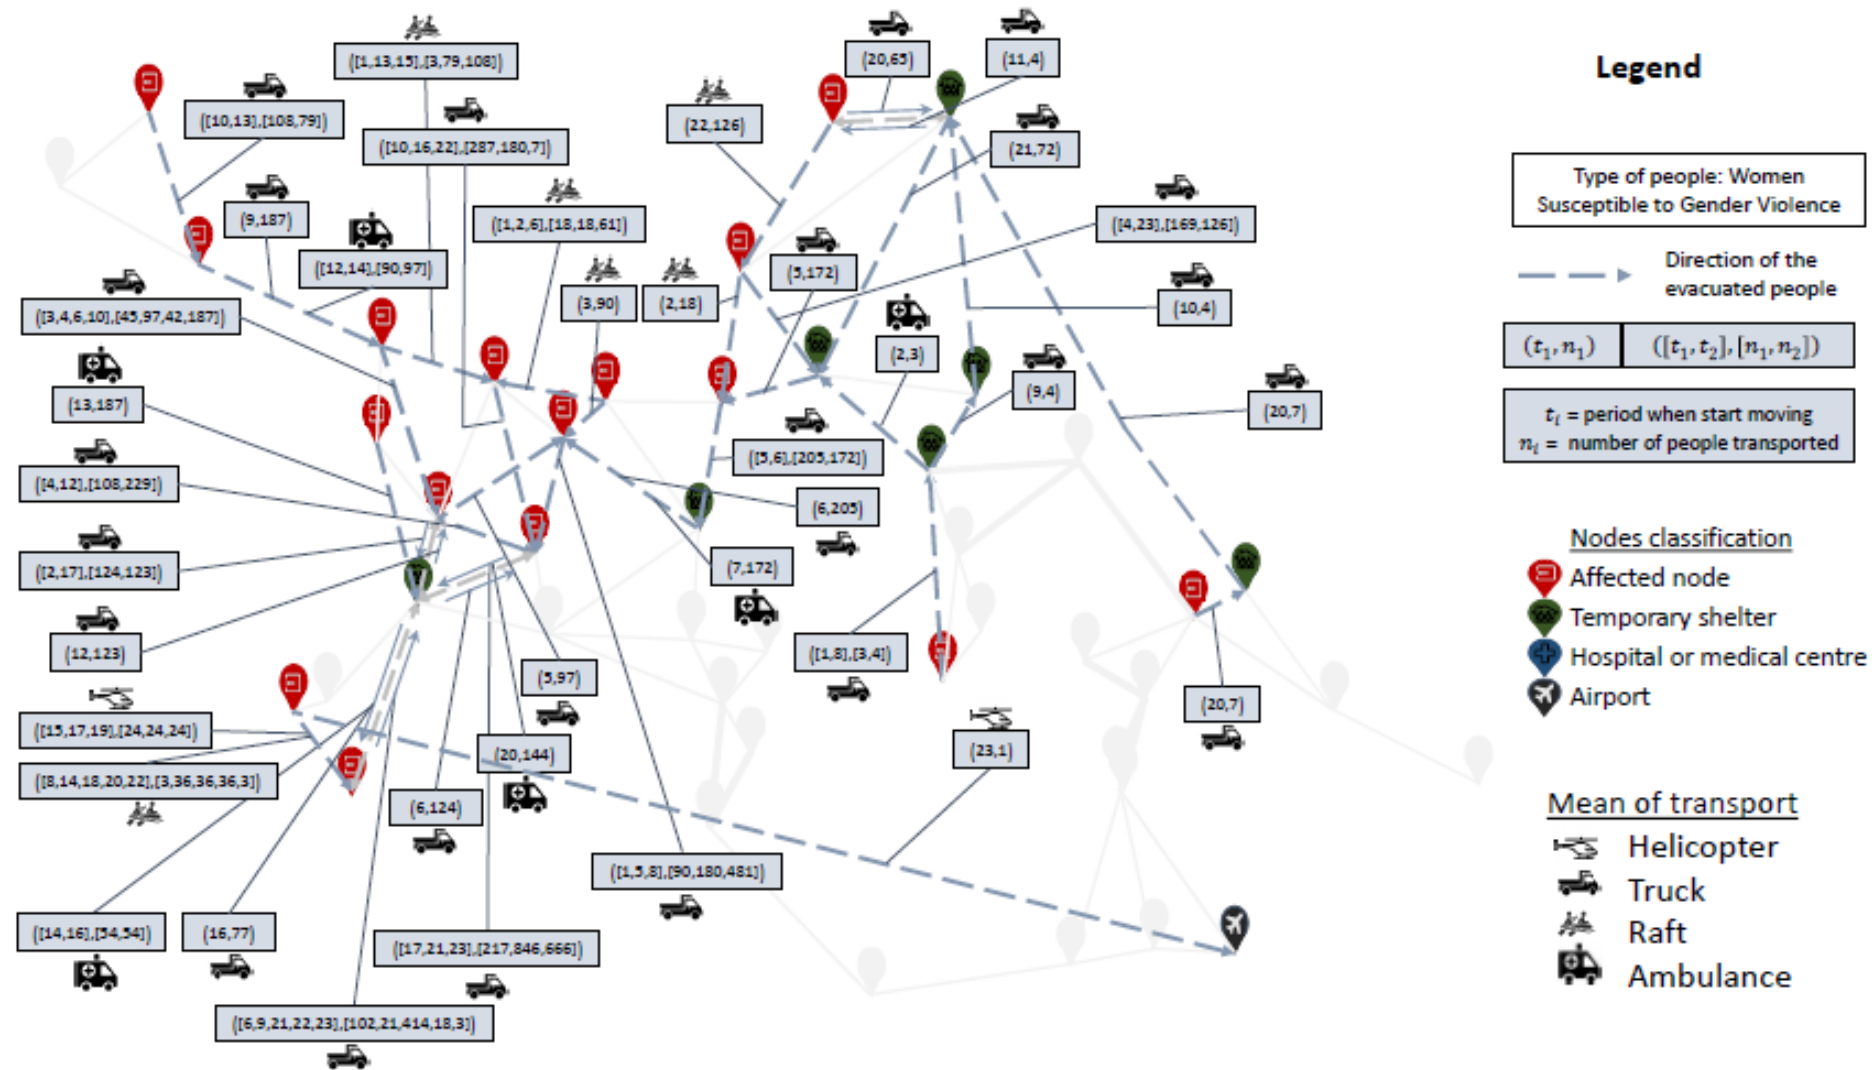 ([1,13,15],[3,79,108])
(20,65)
(11,4)
([10,13],[108,79])
(22,126)
([10,16,22],[287,180,7])
(21,72)
(9,187)
([1,2,6],[18,18,61])
([4,23],[169,126])
([12,14],[90,97])
(5,172)
([3,4,6,10],[45,97,42,187])
(3,90)
(2,18)
(10,4)
(2,3)
(13,187)
(9,4)
(20,7)
([4,12],[108,229])
([5,6],[205,172])
(6,205)
([2,17],[124,123])
(7,172)
(12,123)
([1,8],[3,4])
(5,97)
(20,7)
([15,17,19],[24,24,24])
(20,144)
(23,1)
([8,14,18,20,22],[3,36,36,36,3])
(6,124)
([1,5,8],[90,180,481])
([14,16],[54,54])
(16,77)
([17,21,23],[217,846,666])
([6,9,21,22,23],[102,21,414,18,3])
Legend
Type of people: Women
Susceptible to Gender Violence
Direction of the
evacuated people
(t₁, n₁) ([t₁, t₂], [n₁, n₂])
tᵢ = period when start moving
nᵢ = number of people transported
Nodes classification
Affected node
Temporary shelter
Hospital or medical centre
Airport
Mean of transport
Helicopter
Truck
Raft
Ambulance